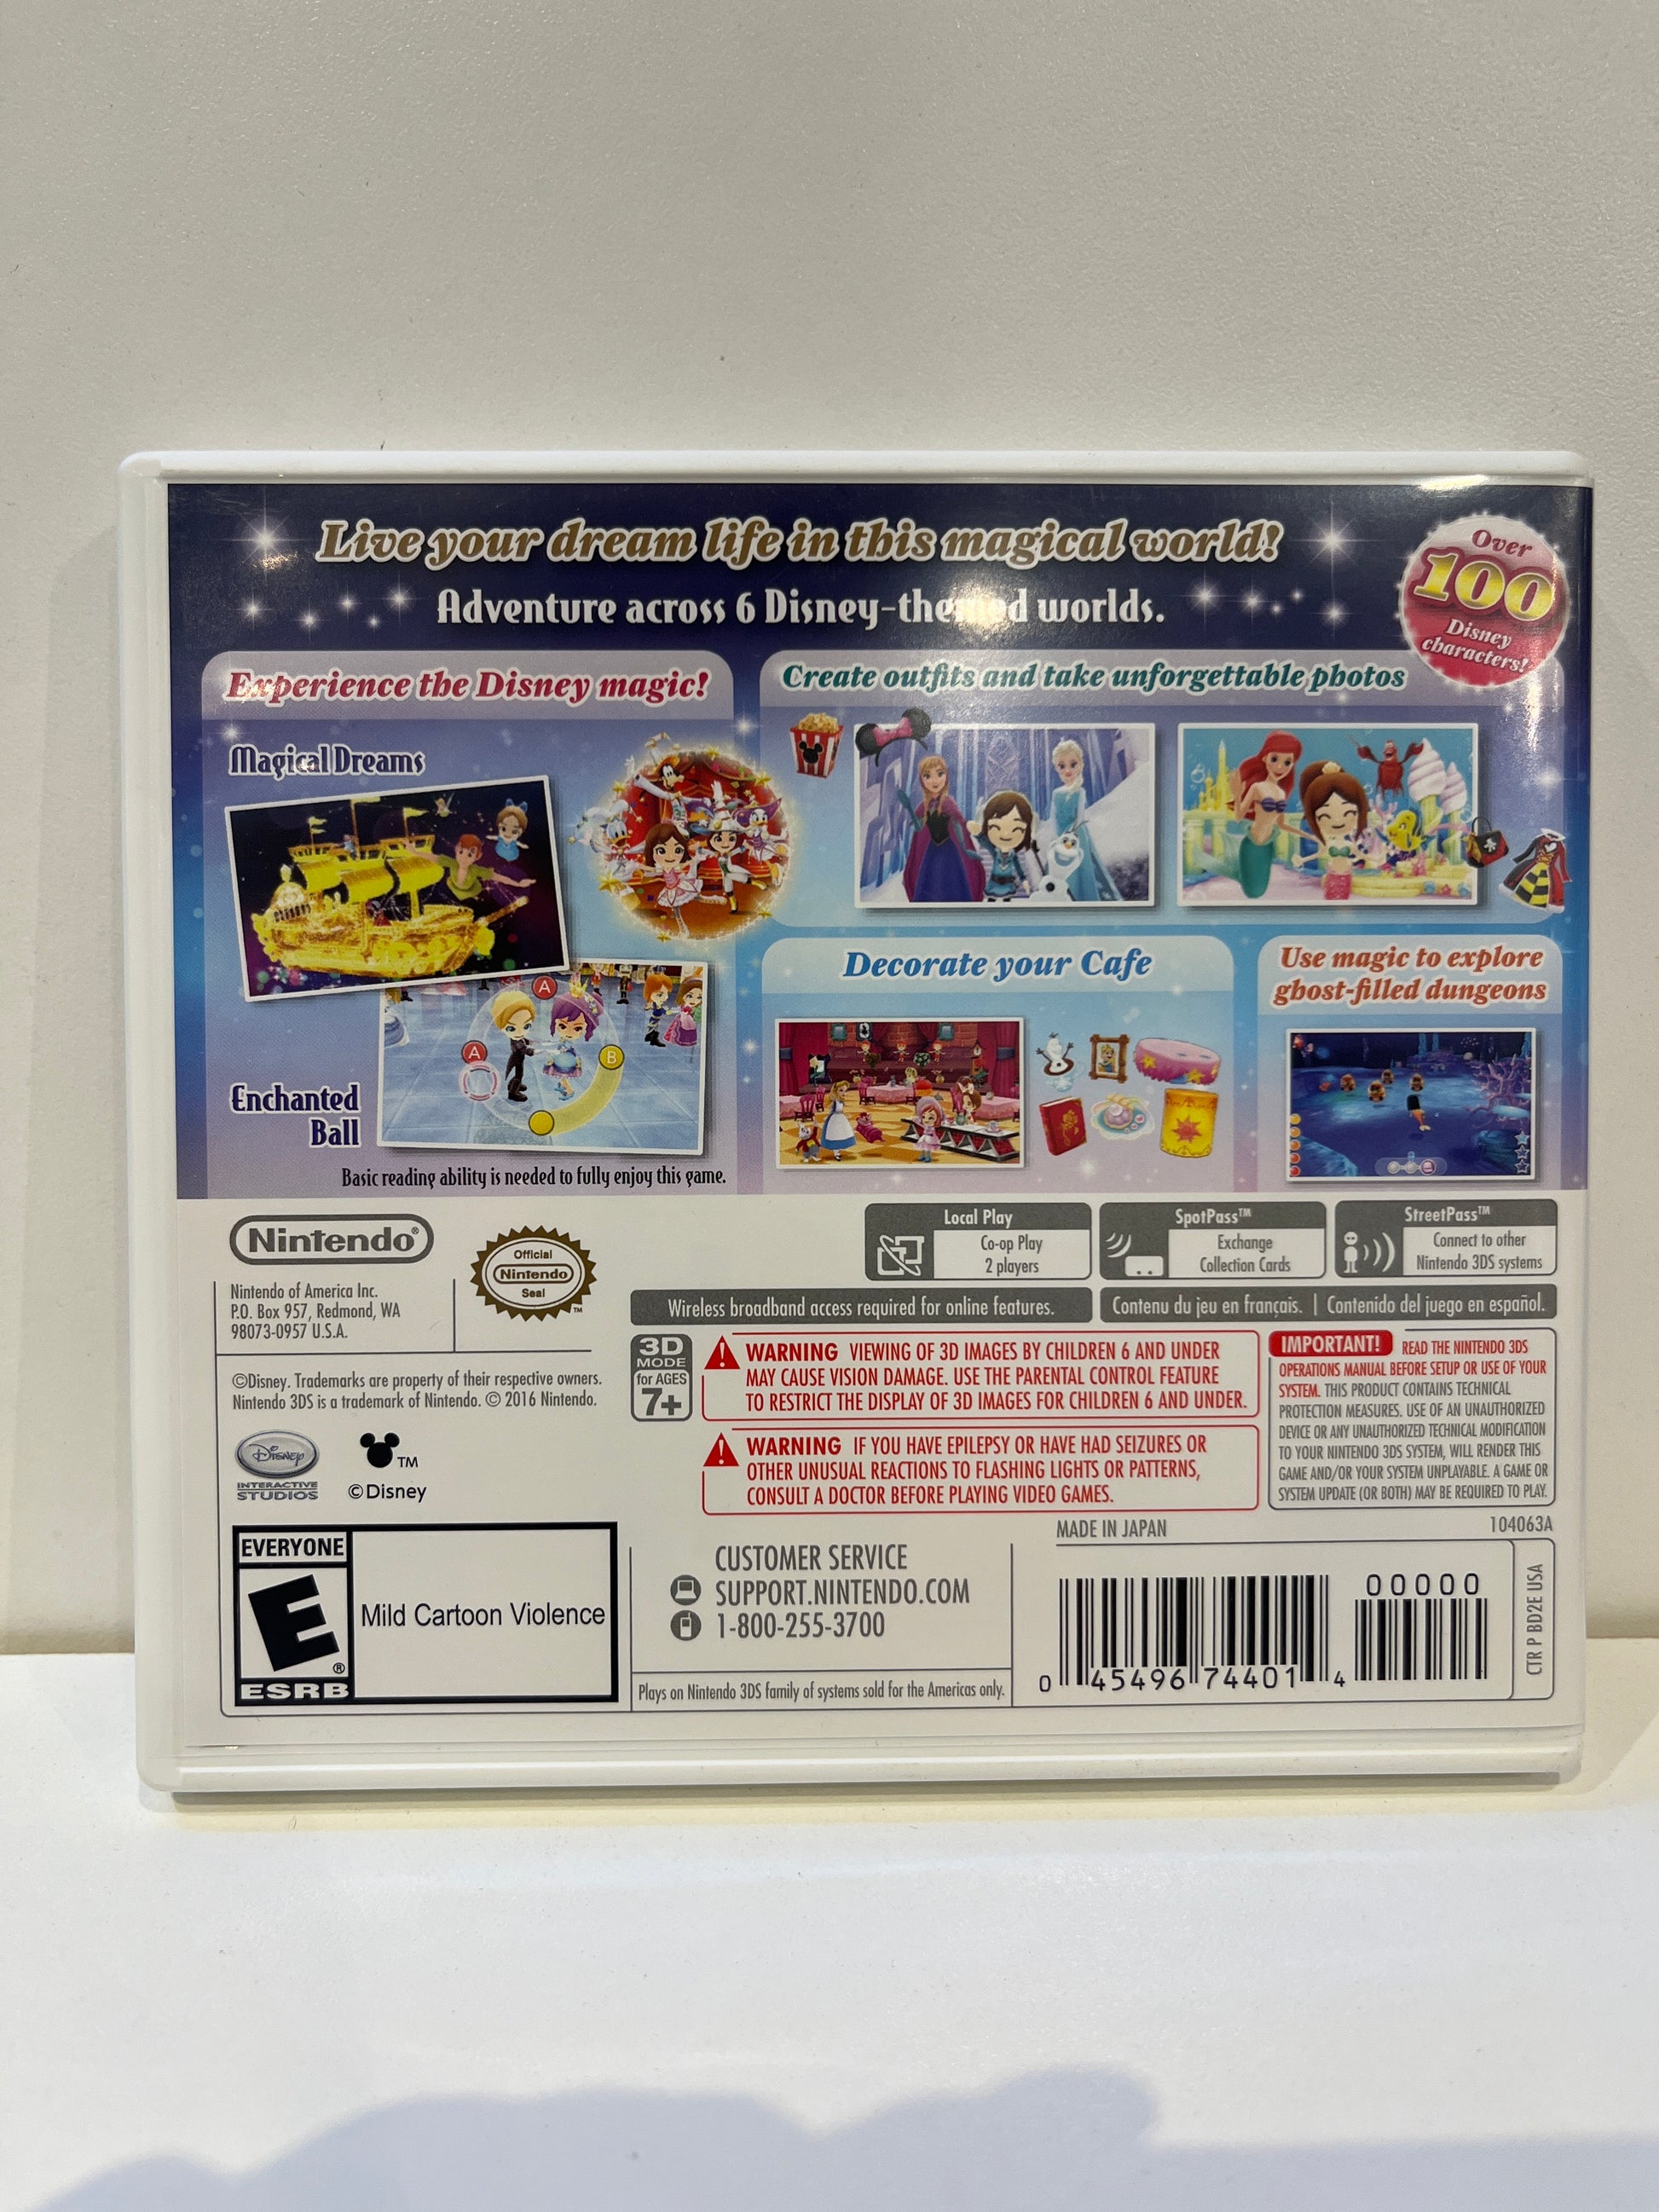 Live your dream life in this magical world!
Adventure across 6 Disney-themed worlds.
Over
100
Disney
characters!
Experience the Disney magic!
Magical Dreams
A
A
B
Enchanted
Ball
Basic reading ability is needed to fully enjoy this game.
Create outfits and take unforgettable photos
Decorate your Cafe
Use magic to explore
ghost-filled dungeons
Nintendo®
Official
Nintendo
Seal
TM
Nintendo of America Inc.
P.O. Box 957, Redmond, WA
98073-0957 U.S.A.
©Disney. Trademarks are property of their respective owners.
Nintendo 3DS is a trademark of Nintendo. © 2016 Nintendo.
Disney
INTERACTIVE
STUDIOS
TM
©Disney
Local Play
Co-op Play
2 players
SpotPass™
Exchange
Collection Cards
StreetPass™
Connect to other
Nintendo 3DS systems
Wireless broadband access required for online features.
Contenu du jeu en français. | Contenido del juego en español.
3D
MODE
for AGES
7+
WARNING VIEWING OF 3D IMAGES BY CHILDREN 6 AND UNDER
MAY CAUSE VISION DAMAGE. USE THE PARENTAL CONTROL FEATURE
TO RESTRICT THE DISPLAY OF 3D IMAGES FOR CHILDREN 6 AND UNDER.
WARNING IF YOU HAVE EPILEPSY OR HAVE HAD SEIZURES OR
OTHER UNUSUAL REACTIONS TO FLASHING LIGHTS OR PATTERNS,
CONSULT A DOCTOR BEFORE PLAYING VIDEO GAMES.
IMPORTANT! READ THE NINTENDO 3DS
OPERATIONS MANUAL BEFORE SETUP OR USE OF YOUR
SYSTEM. THIS PRODUCT CONTAINS TECHNICAL
PROTECTION MEASURES. USE OF AN UNAUTHORIZED
DEVICE OR ANY UNAUTHORIZED TECHNICAL MODIFICATION
TO YOUR NINTENDO 3DS SYSTEM, WILL RENDER THIS
GAME AND/OR YOUR SYSTEM UNPLAYABLE. A GAME OR
SYSTEM UPDATE (OR BOTH) MAY BE REQUIRED TO PLAY.
EVERYONE
E
®
ESRB
Mild Cartoon Violence
CUSTOMER SERVICE
SUPPORT.NINTENDO.COM
1-800-255-3700
Plays on Nintendo 3DS family of systems sold for the Americas only.
MADE IN JAPAN
104063A
00000
0 45496 74401 4
CTR P BD2E USA